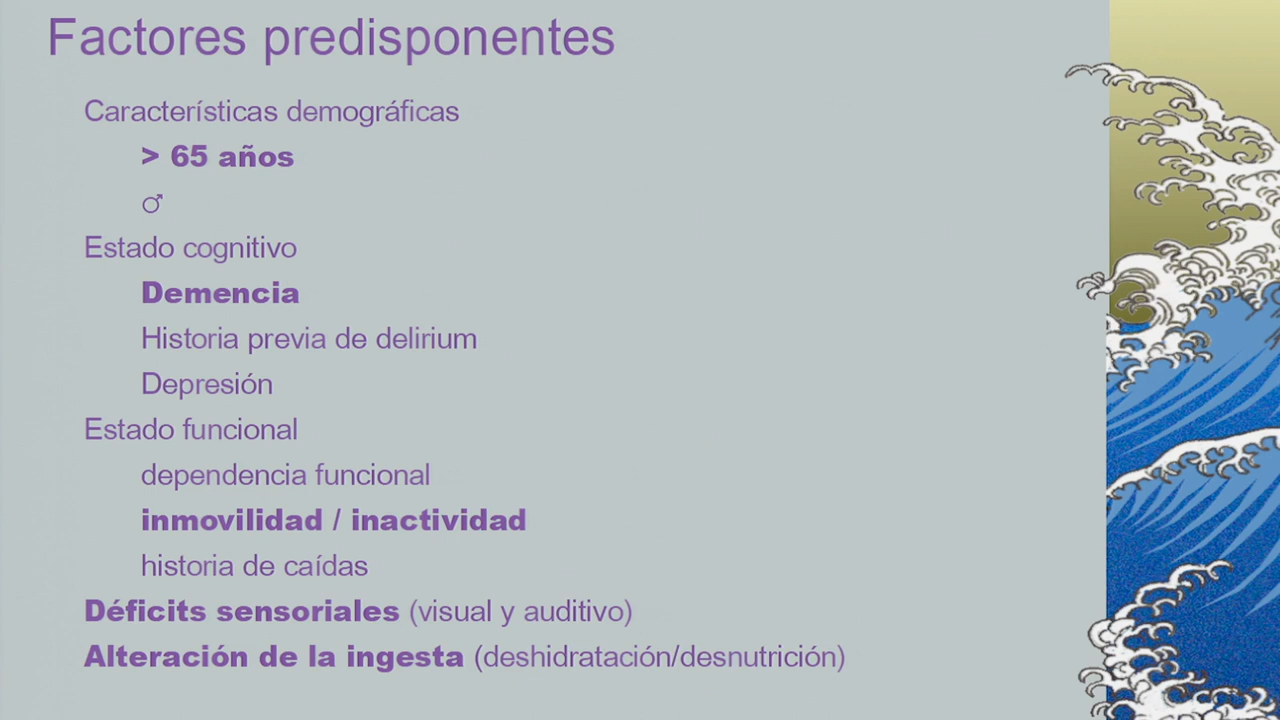 Factores predisponentes
Características demográficas
> 65 años
♂
Estado cognitivo
Demencia
Historia previa de delirium
Depresión
Estado funcional
dependencia funcional
inmovilidad / inactividad
historia de caídas
Déficits sensoriales (visual y auditivo)
Alteración de la ingesta (deshidratación/desnutrición)